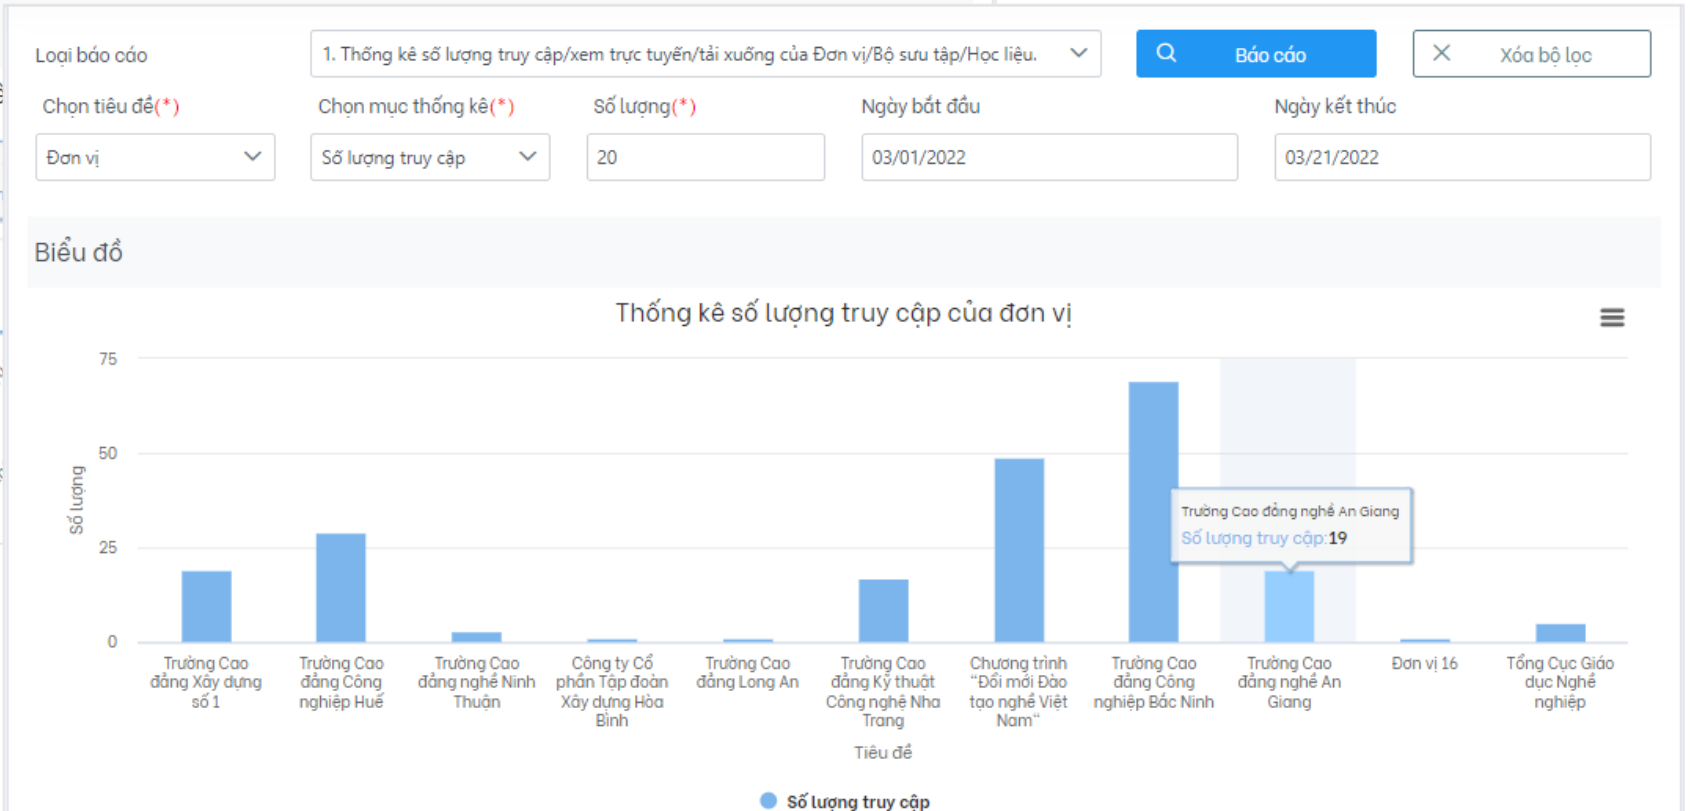 Loại báo cáo
1. Thống kê số lượng truy cập/xem trực tuyến/tải xuống của Đơn vị/Bộ sưu tập/Học liệu.
Báo cáo
Xóa bộ lọc
Chọn tiêu đề(*)
Chọn mục thống kê(*)
Số lượng(*)
Ngày bắt đầu
Ngày kết thúc
Đơn vị
Số lượng truy cập
20
03/01/2022
03/21/2022
Biểu đồ
Thống kê số lượng truy cập của đơn vị
75
50
25
0
Số lượng
Trường Cao đẳng nghề An Giang
Số lượng truy cập:19
Trường Cao
đẳng Xây dựng
số 1
Trường Cao
đẳng Công
nghiệp Huế
Trường Cao
đẳng nghề Ninh
Thuận
Công ty Cổ
phần Tập đoàn
Xây dựng Hòa
Bình
Trường Cao
đẳng Long An
Trường Cao
đẳng Kỹ thuật
Công nghệ Nha
Trang
Chương trình
“Đổi mới Đào
tạo nghề Việt
Nam“
Trường Cao
đẳng Công
nghiệp Bắc Ninh
Trường Cao
đẳng nghề An
Giang
Đơn vị 16
Tổng Cục Giáo
dục Nghề
nghiệp
Tiêu đề
Số lượng truy cập